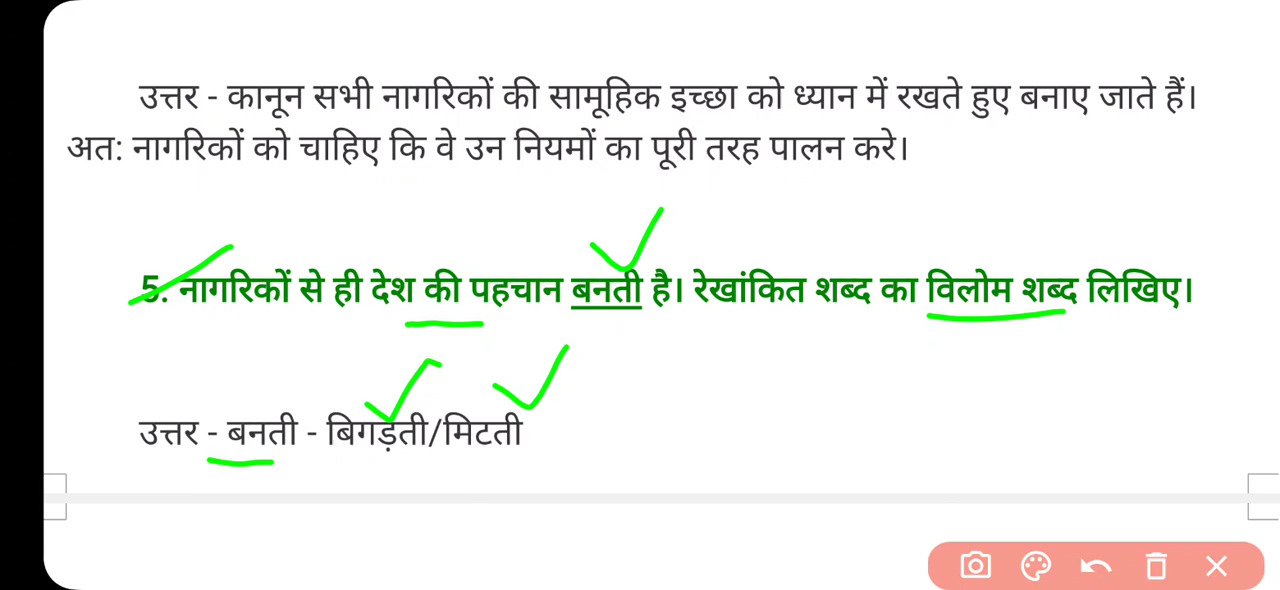 उत्तर - कानून सभी नागरिकों की सामूहिक इच्छा को ध्यान में रखते हुए बनाए जाते हैं।
अत: नागरिकों को चाहिए कि वे उन नियमों का पूरी तरह पालन करे।
5. नागरिकों से ही देश की पहचान बनती है। रेखांकित शब्द का विलोम शब्द लिखिए।
उत्तर - बनती - बिगड़ती/मिटती